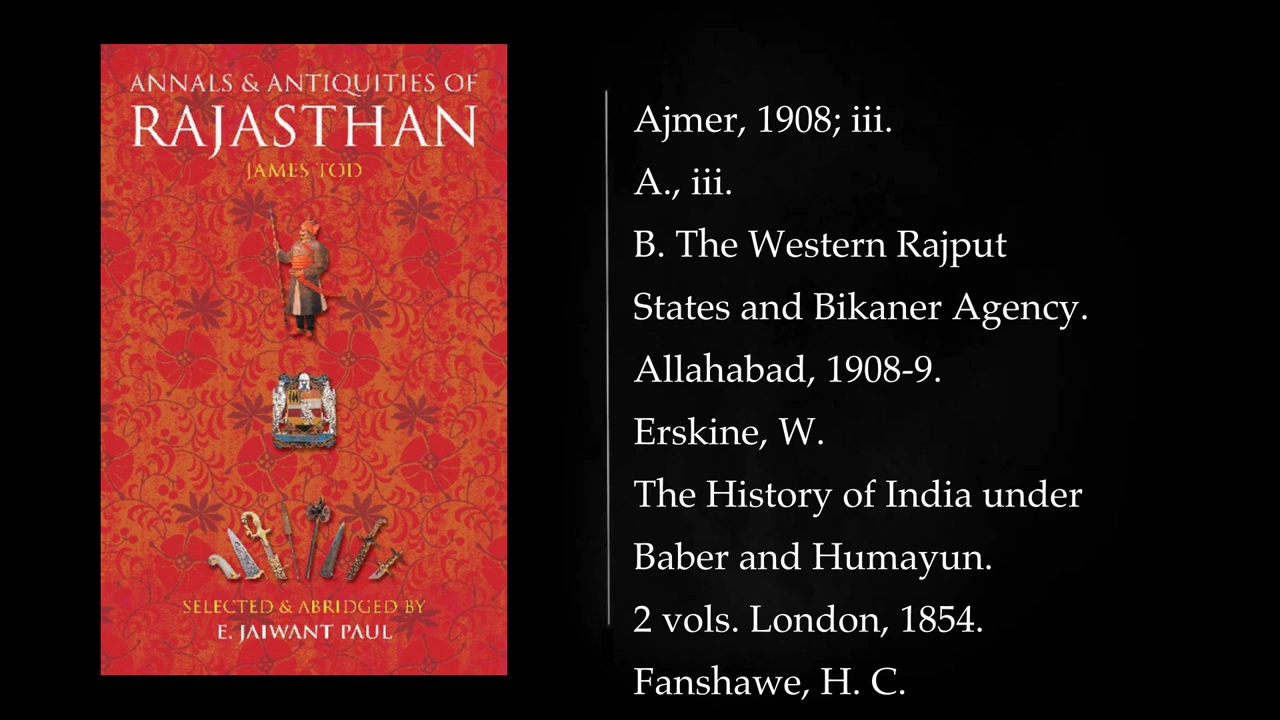 ANNALS & ANTIQUITIES OF
RAJASTHAN
JAMES TOD
SELECTED & ABRIDGED BY
E. JAIWANT PAUL
Ajmer, 1908; iii.
A., iii.
B. The Western Rajput
States and Bikaner Agency.
Allahabad, 1908-9.
Erskine, W.
The History of India under
Baber and Humayun.
2 vols. London, 1854.
Fanshawe, H. C.